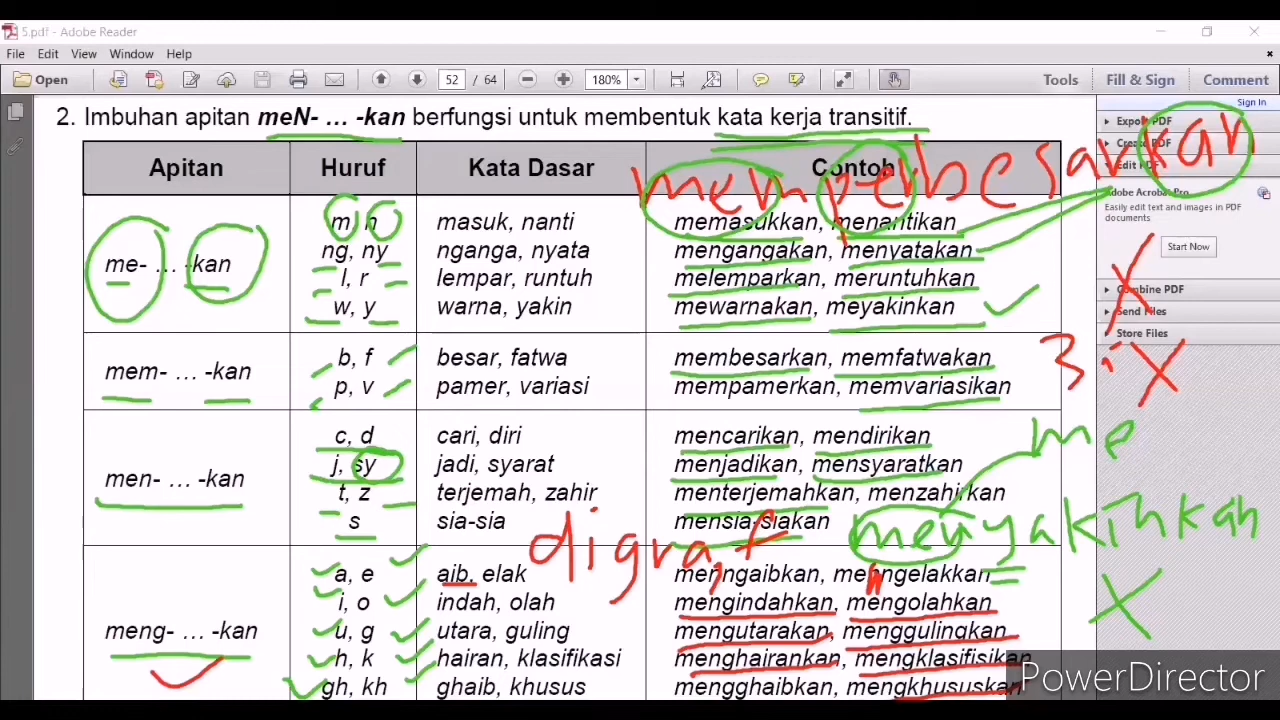 5.pdf - Adobe Reader
File Edit View Window Help
Open 52 / 64 180% Tools Fill & Sign Comment
Sign In
2. Imbuhan apitan meN- ... -kan berfungsi untuk membentuk kata kerja transitif.
Export PDF
Create PDF
Edit PDF
Adobe Acrobat Pro
Easily edit text and images in PDF
documents
Start Now
Combine PDF
Send Files
Store Files
memperbesarkan
Apitan Huruf Kata Dasar Contoh
me- ... -kan
m n masuk, nanti memasukkan, menantikan
ng, ny nganga, nyata mengangakan, menyatakan
l, r lempar, runtuh melemparkan, meruntuhkan
w, y warna, yakin mewarnakan, meyakinkan
X
mem- ... -kan
b, f besar, fatwa membesarkan, memfatwakan
p, v pamer, variasi mempamerkan, memvariasikan
3 i X
men- ... -kan
c, d cari, diri mencarikan, mendirikan
j, sy jadi, syarat menjadikan, mensyaratkan
t, z terjemah, zahir menterjemahkan, menzahirkan
s sia-sia mensia-siakan
me
menyakinkan
X
digraf
meng- ... -kan
a, e aib, elak menngaibkan, menngelakkan
i, o indah, olah mengindahkan, mengolahkan
u, g utara, guling mengutarakan, menggulingkan
h, k hairan, klasifikasi menghairankan, mengklasifisikan
gh, kh ghaib, khusus mengghaibkan, mengkhususkan
PowerDirector